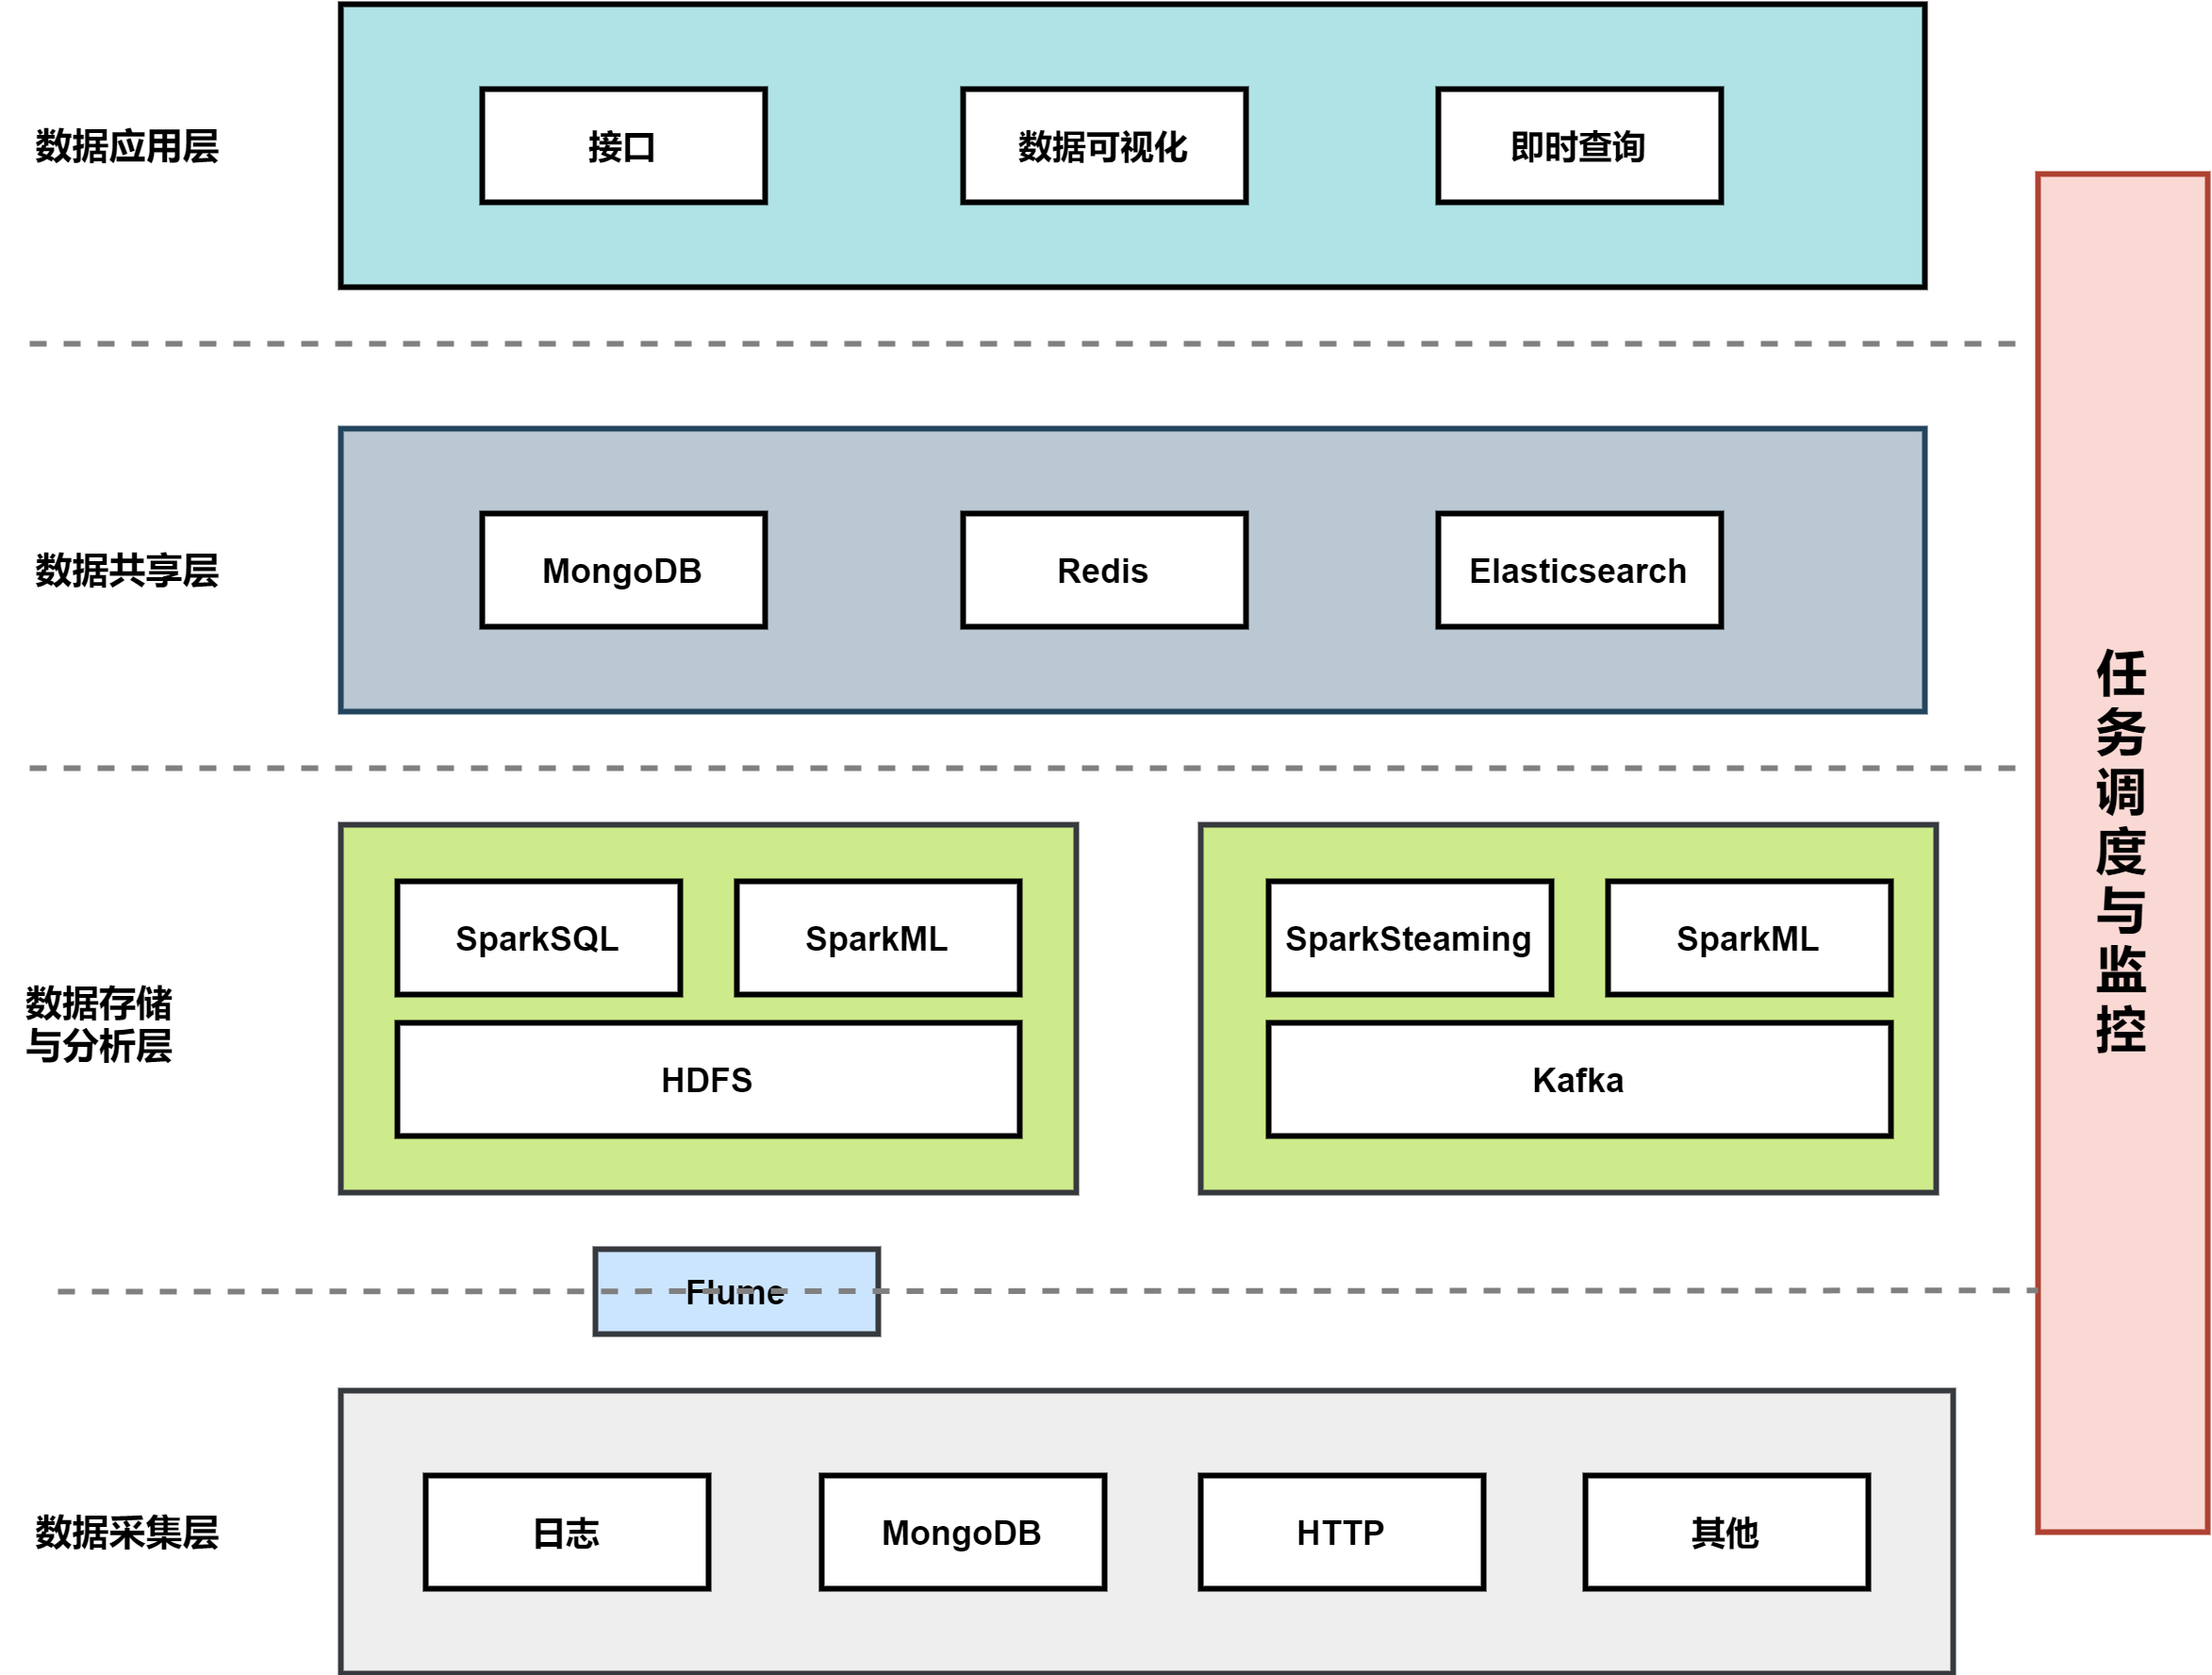 数据应用层
接口
数据可视化
即时查询
数据共享层
MongoDB
Redis
Elasticsearch
数据存储
与分析层
SparkSQL
SparkML
SparkSteaming
SparkML
HDFS
Kafka
Flume
数据采集层
日志
MongoDB
HTTP
其他
任
务
调
度
与
监
控